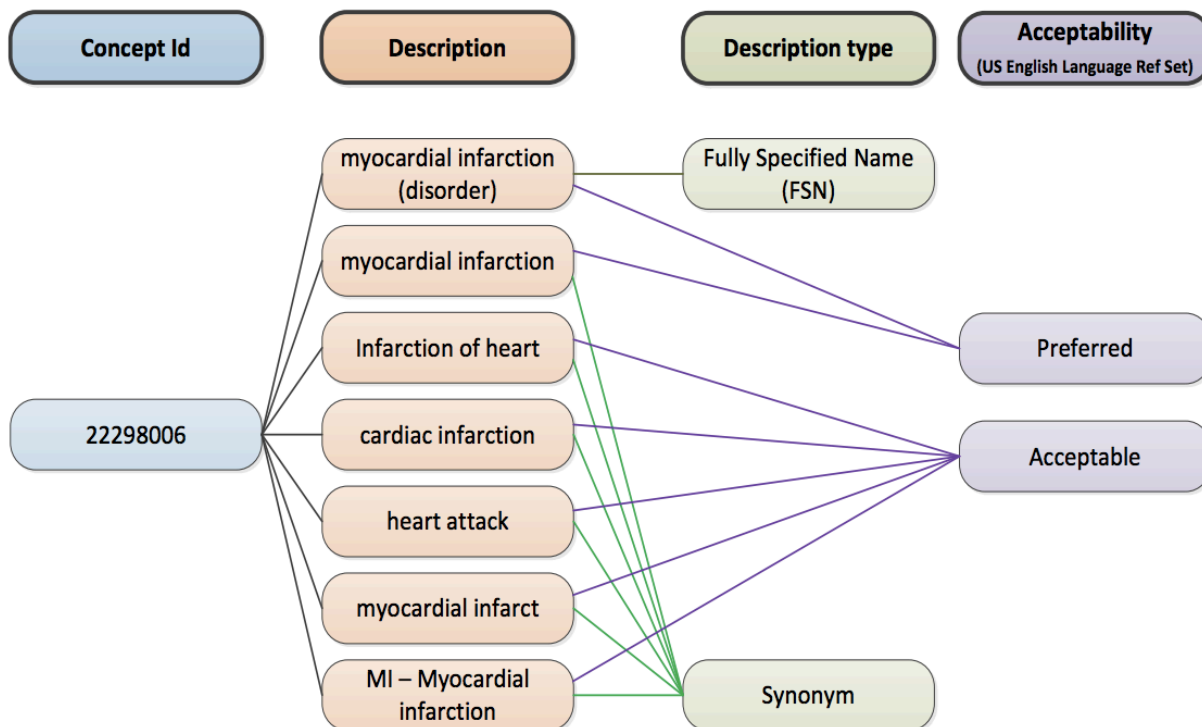 Concept Id
Description
Description type
Acceptability
(US English Language Ref Set)
myocardial infarction
(disorder)
Fully Specified Name
(FSN)
myocardial infarction
Infarction of heart
Preferred
22298006
cardiac infarction
Acceptable
heart attack
myocardial infarct
MI – Myocardial
infarction
Synonym